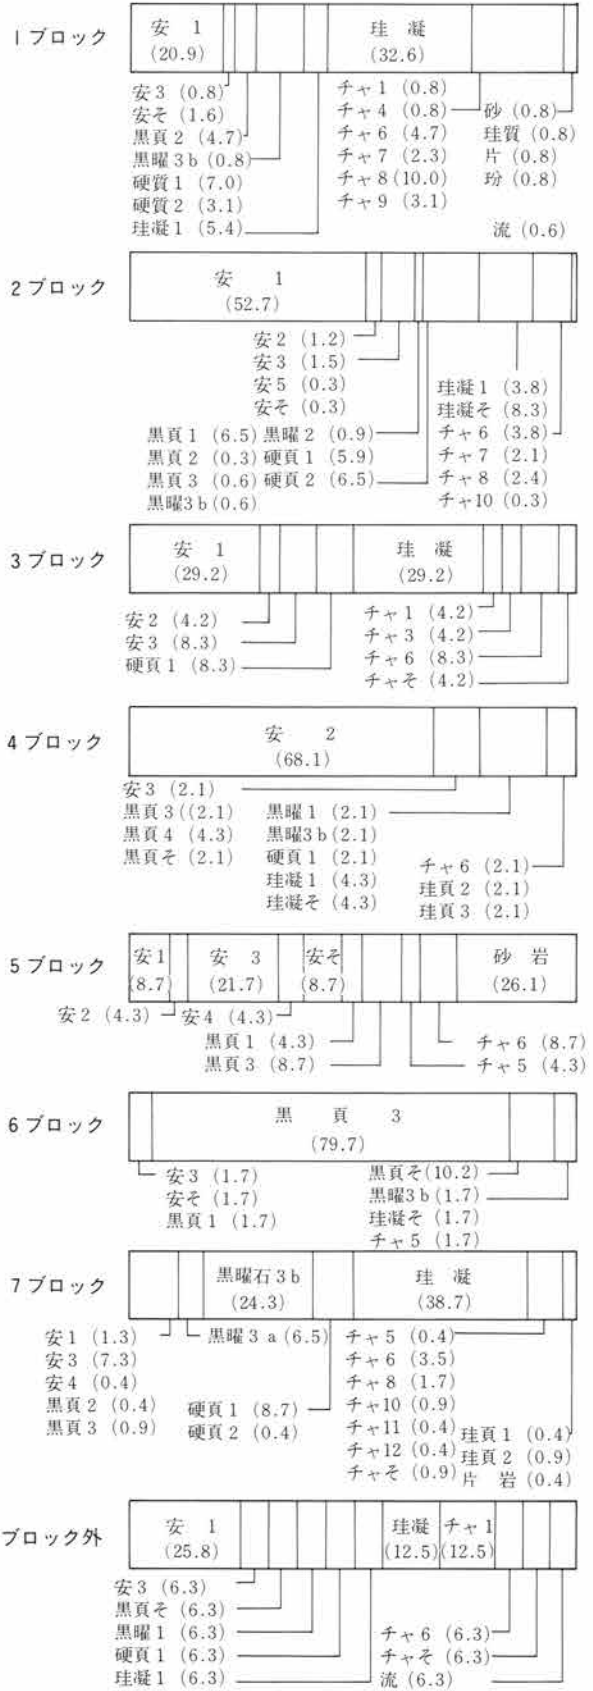 1ブロック
安 1 珪 凝
(20.9) (32.6)
安3 (0.8) チャ1 (0.8)
安そ (1.6) チャ4 (0.8) 砂 (0.8)
黒頁2 (4.7) チャ6 (4.7) 珪質 (0.8)
黒曜3b (0.8) チャ7 (2.3) 片 (0.8)
硬質1 (7.0) チャ8 (10.0) 玢 (0.8)
硬質2 (3.1) チャ9 (3.1)
珪凝1 (5.4) 流 (0.6)
2ブロック
安 1
(52.7)
安2 (1.2)
安3 (1.5)
安5 (0.3) 珪凝1 (3.8)
安そ (0.3) 珪凝そ (8.3)
黒頁1 (6.5) 黒曜2 (0.9) チャ6 (3.8)
黒頁2 (0.3) 硬頁1 (5.9) チャ7 (2.1)
黒頁3 (0.6) 硬頁2 (6.5) チャ8 (2.4)
黒曜3b (0.6) チャ10 (0.3)
3ブロック
安 1 珪 凝
(29.2) (29.2)
安2 (4.2) チャ1 (4.2)
安3 (8.3) チャ3 (4.2)
硬頁1 (8.3) チャ6 (8.3)
チャそ (4.2)
4ブロック
安 2
(68.1)
安3 (2.1)
黒頁3 ((2.1) 黒曜1 (2.1)
黒頁4 (4.3) 黒曜3b (2.1)
黒頁そ (2.1) 硬頁1 (2.1) チャ6 (2.1)
珪凝1 (4.3) 珪頁2 (2.1)
珪凝そ (4.3) 珪頁3 (2.1)
5ブロック
安1 安 3 安そ 砂 岩
(8.7) (21.7) (8.7) (26.1)
安2 (4.3) 安4 (4.3)
黒頁1 (4.3) チャ6 (8.7)
黒頁3 (8.7) チャ5 (4.3)
6ブロック
黒 頁 3
(79.7)
安3 (1.7) 黒頁そ (10.2)
安そ (1.7) 黒曜3b (1.7)
黒頁1 (1.7) 珪凝そ (1.7)
チャ5 (1.7)
7ブロック
黒曜石3b 珪 凝
(24.3) (38.7)
安1 (1.3) 黒曜3a (6.5) チャ5 (0.4)
安3 (7.3) チャ6 (3.5)
安4 (0.4) チャ8 (1.7)
黒頁2 (0.4) 硬頁1 (8.7) チャ10 (0.9)
黒頁3 (0.9) 硬頁2 (0.4) チャ11 (0.4) 珪頁1 (0.4)
チャ12 (0.4) 珪頁2 (0.9)
チャそ (0.9) 片 岩 (0.4)
ブロック外
安 1 珪凝 チャ1
(25.8) (12.5) (12.5)
安3 (6.3)
黒頁そ (6.3)
黒曜1 (6.3) チャ6 (6.3)
硬頁1 (6.3) チャそ (6.3)
珪凝1 (6.3) 流 (6.3)